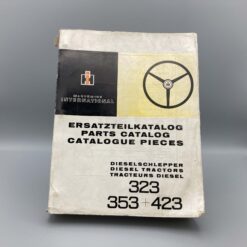 McCORMICK
INTERNATIONAL
ERSATZTEILKATALOG
PARTS CATALOG
CATALOGUE PIECES
DIESELSCHLEPPER
DIESEL TRACTORS
TRACTEURS DIESEL
323
353 + 423